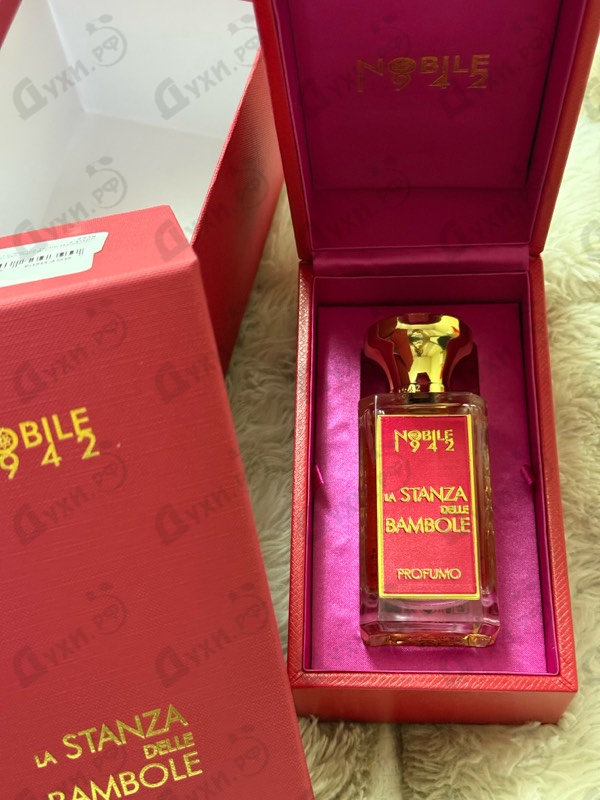 NOBILE
1942
NOBILE
1942
LA STANZA
DELLE
BAMBOLE
PROFUMO
NOBILE
1942
LA STANZA
DELLE
BAMBOLE
Духи.рф